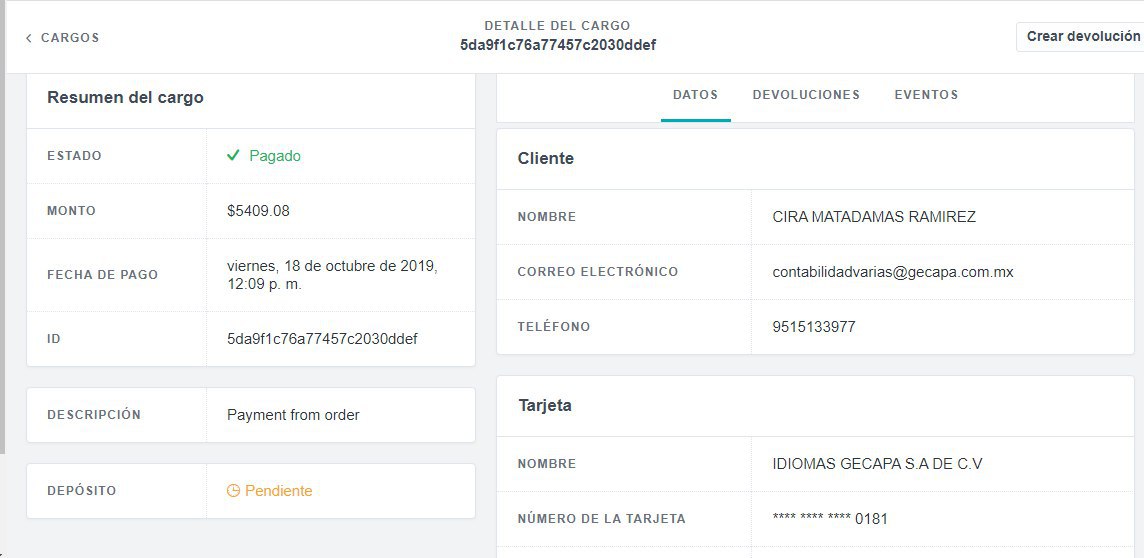 CARGOS
DETALLE DEL CARGO
5da9f1c76a77457c2030ddef
Crear devolución
Resumen del cargo
ESTADO
Pagado
MONTO
$5409.08
FECHA DE PAGO
viernes, 18 de octubre de 2019,
12:09 p. m.
ID
5da9f1c76a77457c2030ddef
DESCRIPCIÓN
Payment from order
DEPÓSITO
Pendiente
DATOS DEVOLUCIONES EVENTOS
Cliente
NOMBRE
CIRA MATADAMAS RAMIREZ
CORREO ELECTRÓNICO
contabilidadvarias@gecapa.com.mx
TELÉFONO
9515133977
Tarjeta
NOMBRE
IDIOMAS GECAPA S.A DE C.V
NÚMERO DE LA TARJETA
**** **** **** 0181